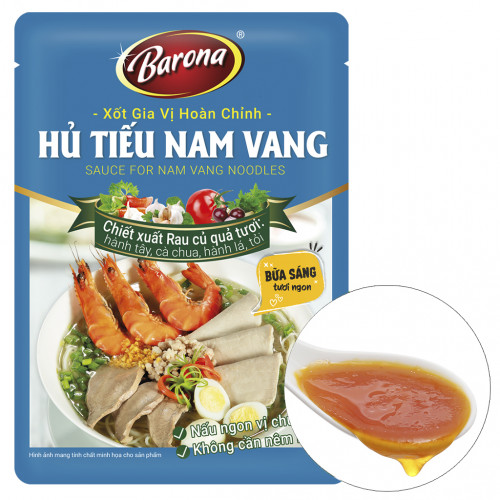 Barona ®
- Xốt Gia Vị Hoàn Chỉnh -
HỦ TIẾU NAM VANG
SAUCE FOR NAM VANG NOODLES
Chiết xuất Rau củ quả tươi:
hành tây, cà chua, hành lá, tỏi
BỮA SÁNG
tươi ngon
Nấu ngon vị
Không cần nêm
Hình ảnh mang tính chất minh họa cho sản phẩm